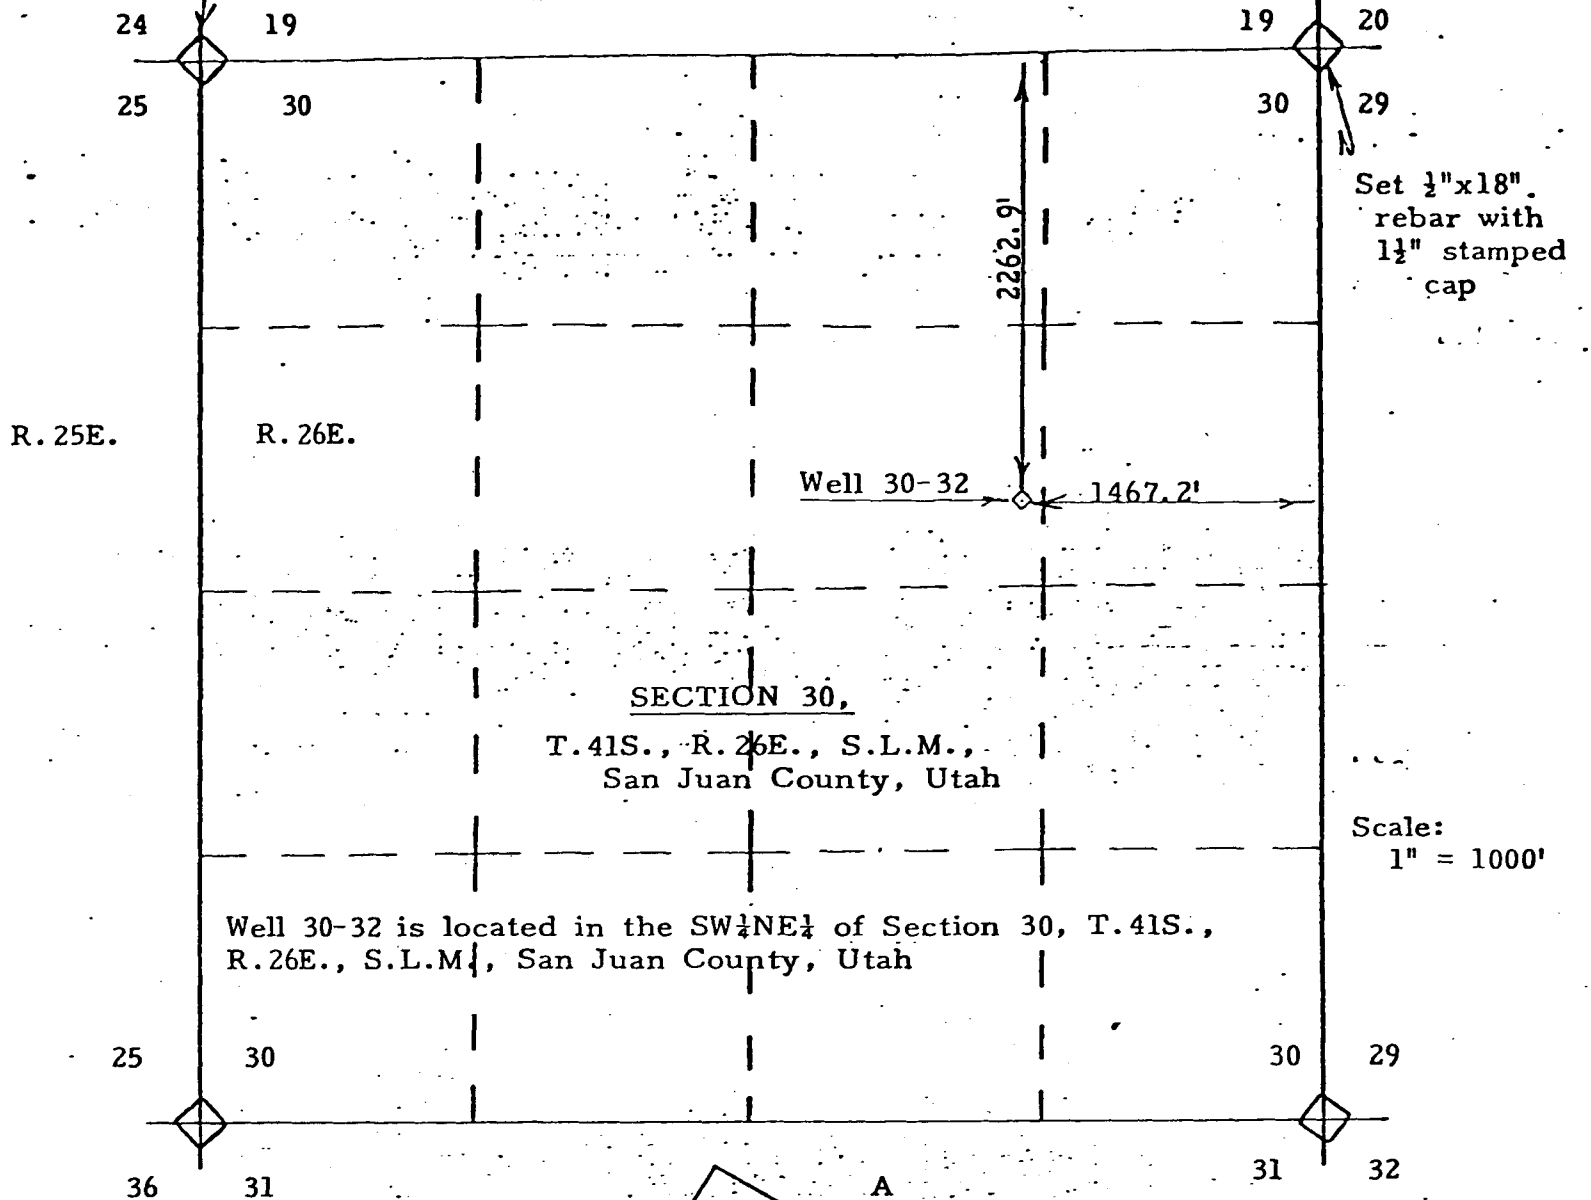 24 19 19 20
25 30 30 29
Set ½"x18".
rebar with
1½" stamped
cap
2262.9'
R. 25E. R. 26E.
Well 30-32 1467.2'
SECTION 30,
T. 41S., R. 26E., S.L.M.,
San Juan County, Utah
Scale:
1" = 1000'
Well 30-32 is located in the SW¼NE¼ of Section 30, T. 41S.,
R. 26E., S.L.M., San Juan County, Utah
25 30 30 29
36 31 31 32
A